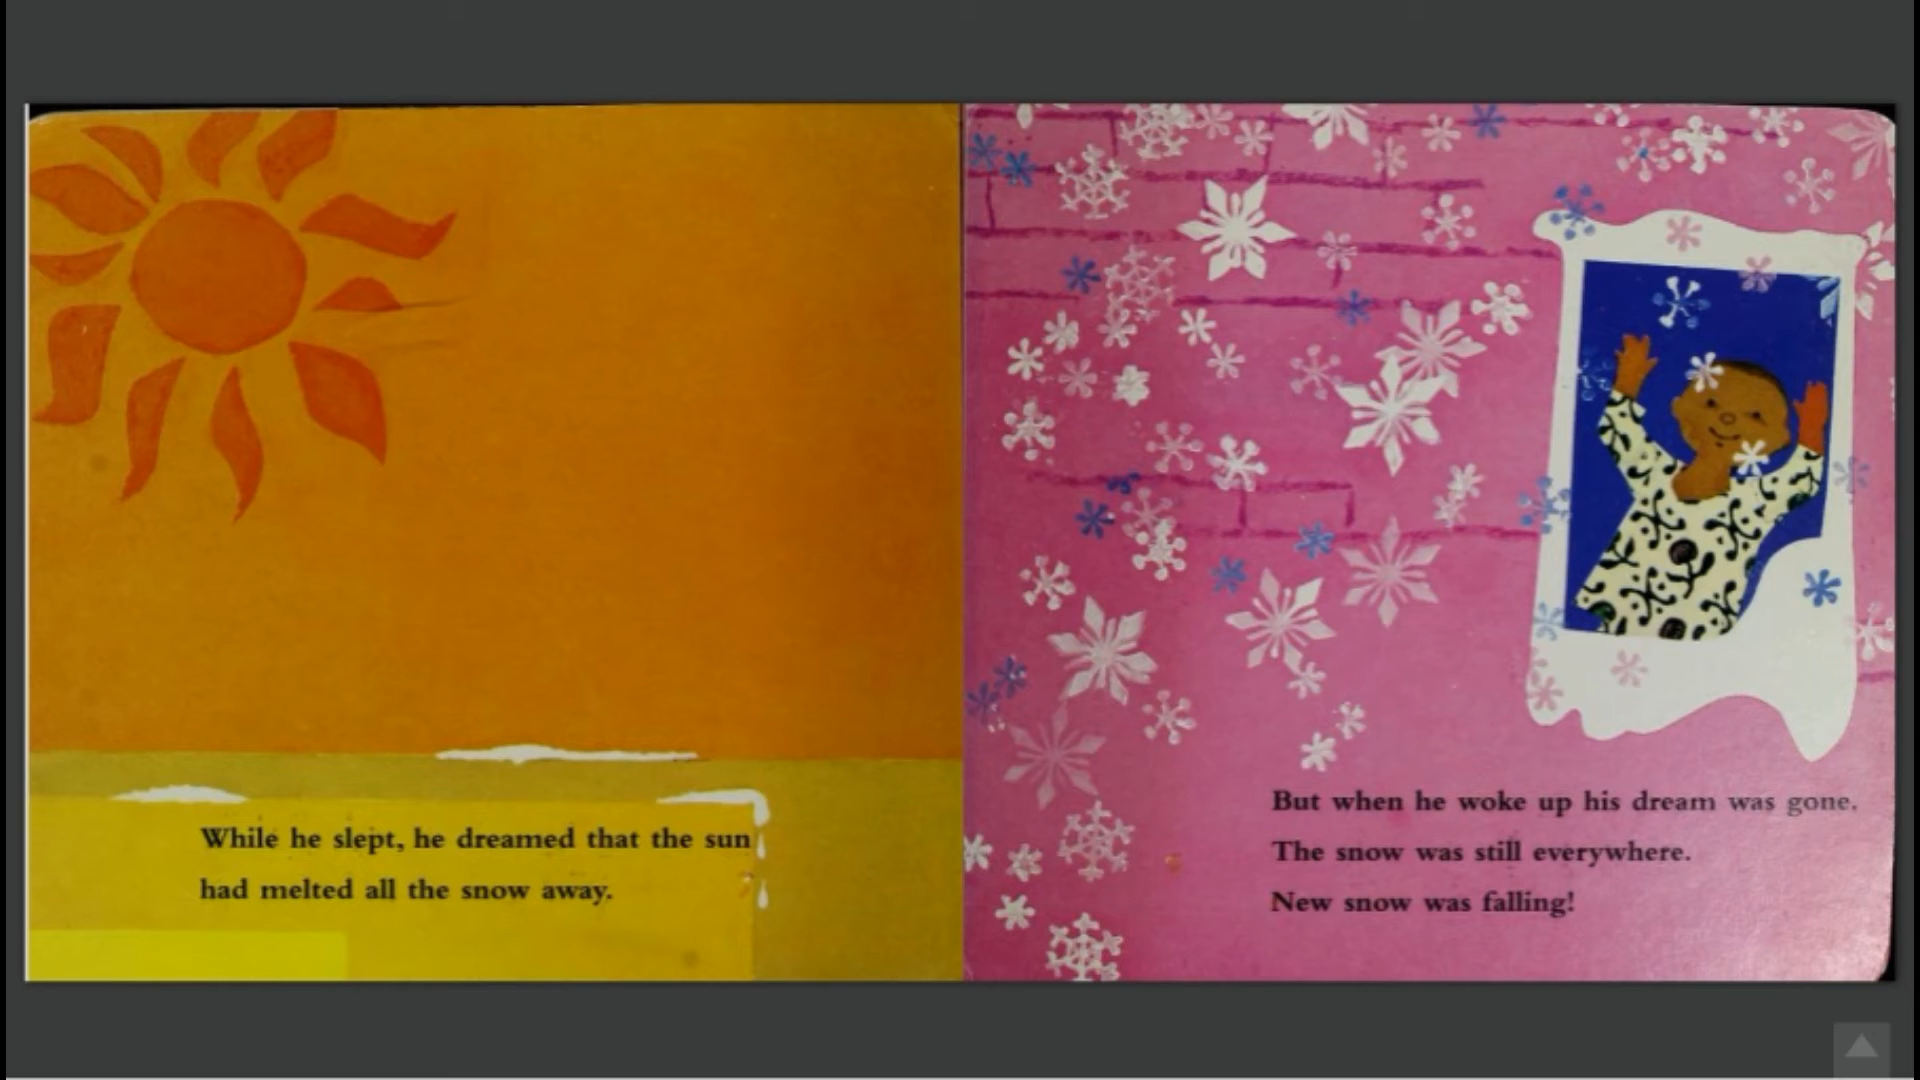 While he slept, he dreamed that the sun
had melted all the snow away.
But when he woke up his dream was gone.
The snow was still everywhere.
New snow was falling!